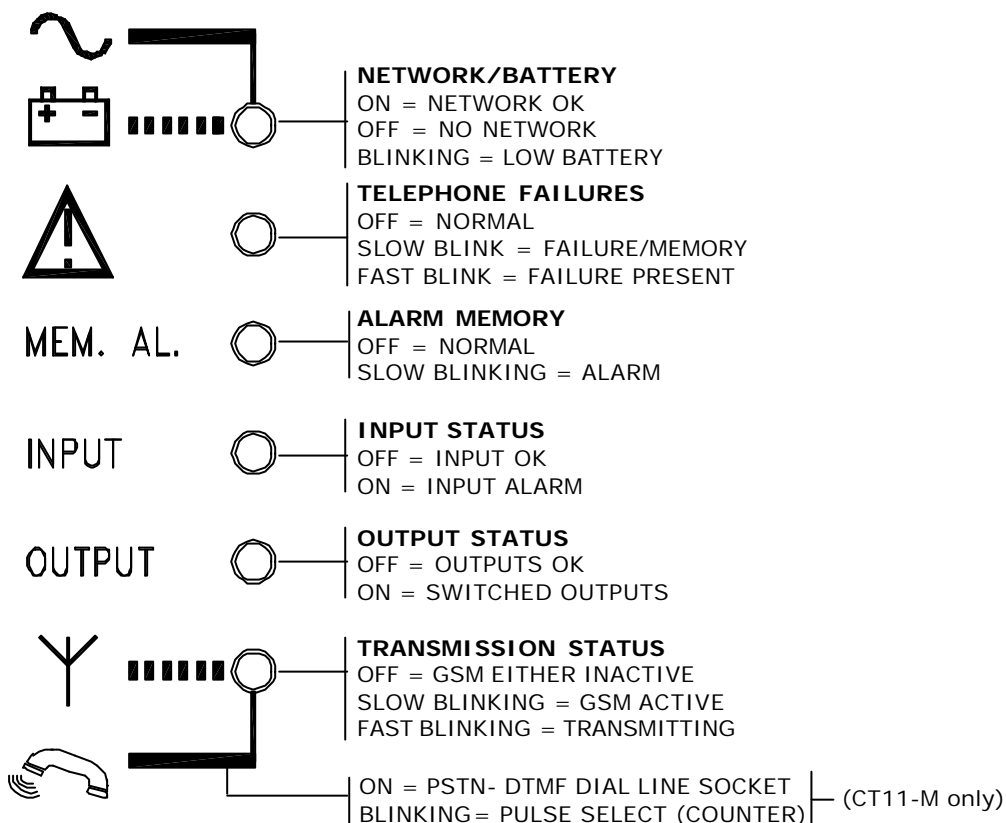 NETWORK/BATTERY
ON = NETWORK OK
OFF = NO NETWORK
BLINKING = LOW BATTERY
TELEPHONE FAILURES
OFF = NORMAL
SLOW BLINK = FAILURE/MEMORY
FAST BLINK = FAILURE PRESENT
MEM. AL.
ALARM MEMORY
OFF = NORMAL
SLOW BLINKING = ALARM
INPUT
INPUT STATUS
OFF = INPUT OK
ON = INPUT ALARM
OUTPUT
OUTPUT STATUS
OFF = OUTPUTS OK
ON = SWITCHED OUTPUTS
TRANSMISSION STATUS
OFF = GSM EITHER INACTIVE
SLOW BLINKING = GSM ACTIVE
FAST BLINKING = TRANSMITTING
ON = PSTN- DTMF DIAL LINE SOCKET
BLINKING= PULSE SELECT (COUNTER)
(CT11-M only)